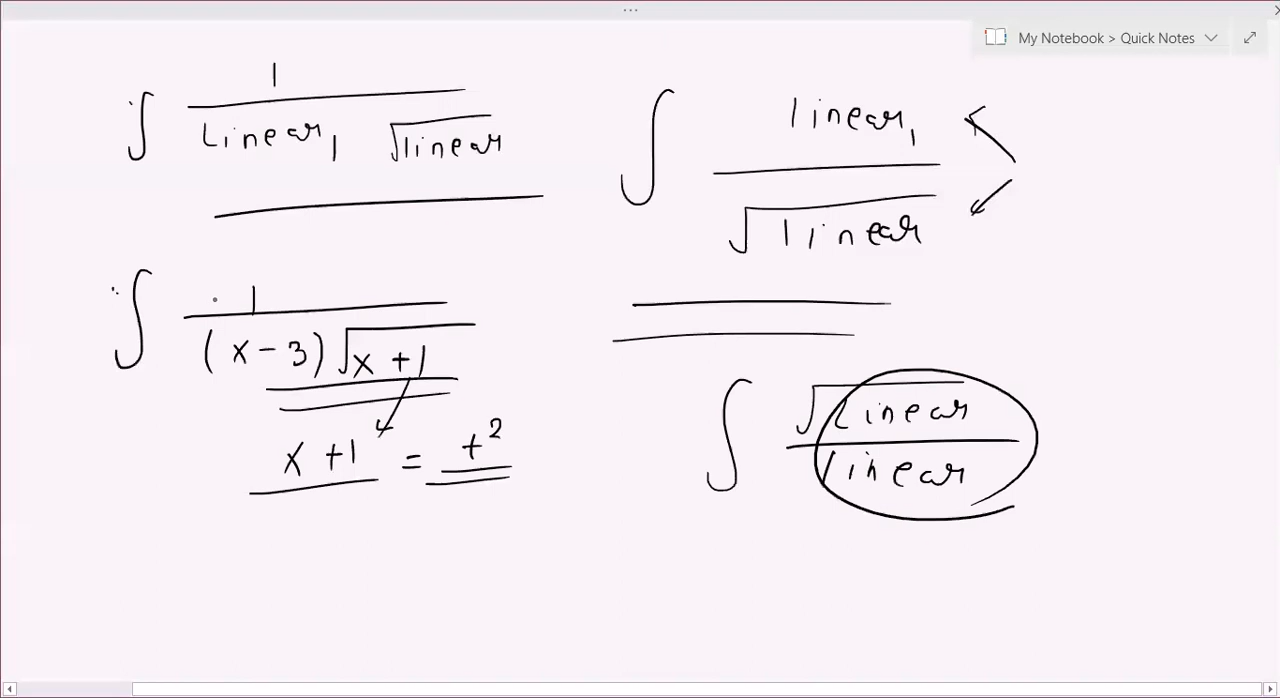 My Notebook > Quick Notes
∫ 1 / Linear, √linear
∫ linear, / √linear
∫ 1 / (x-3)√x+1
x+1 = t²
∫ √Linear / linear